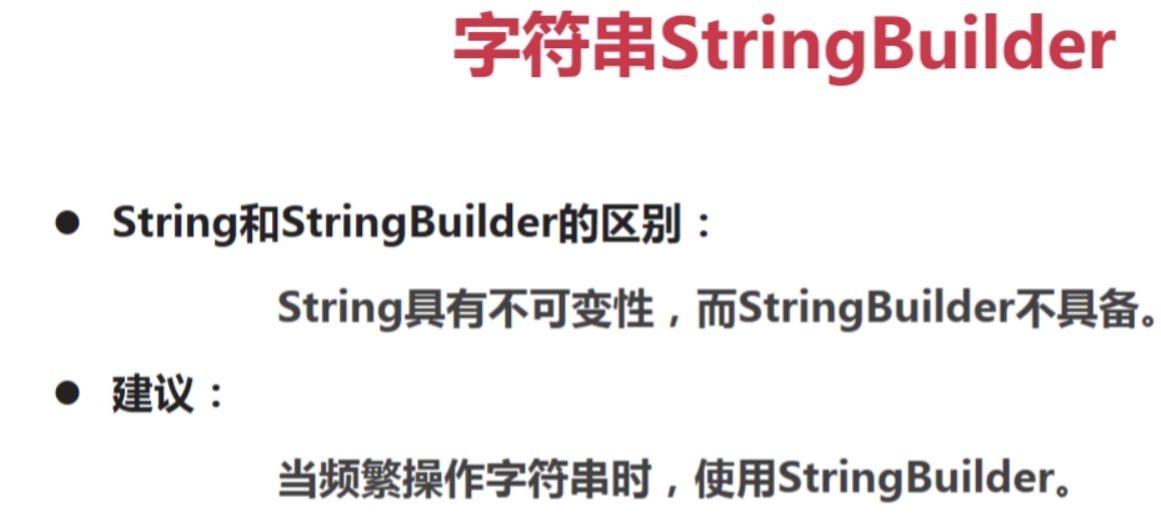 字符串StringBuilder
● String和StringBuilder的区别：
String具有不可变性，而StringBuilder不具备。
● 建议：
当频繁操作字符串时，使用StringBuilder。